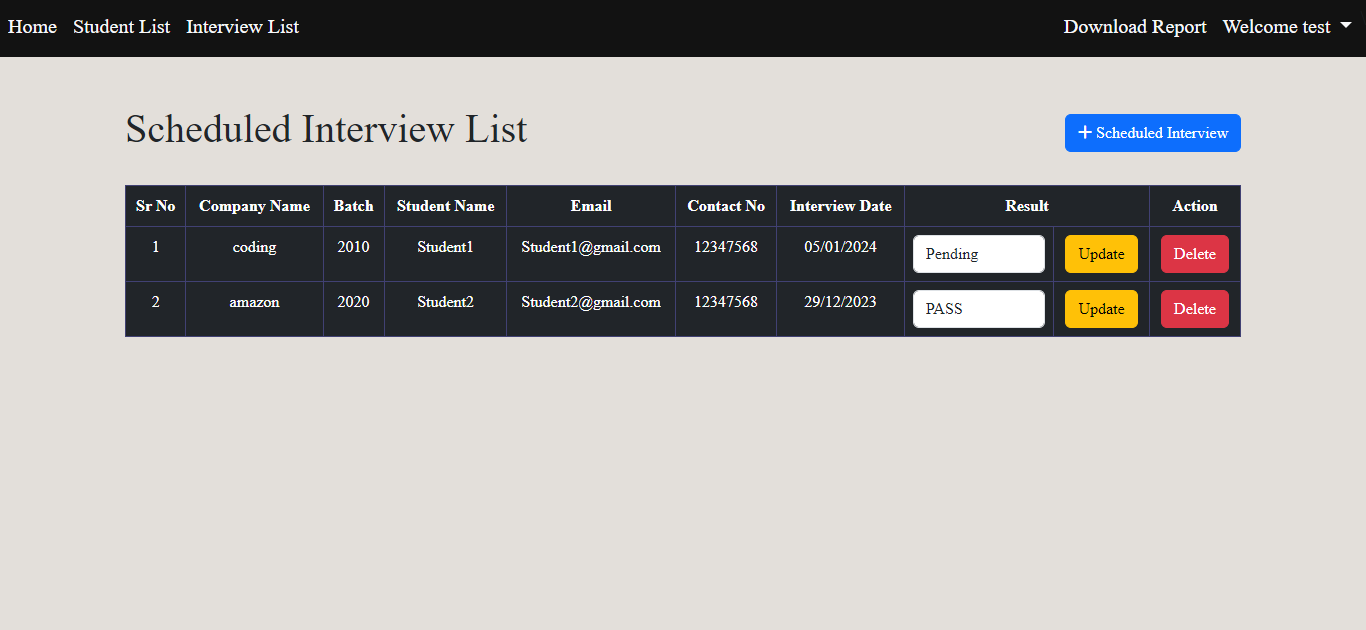 Home Student List Interview List Download Report Welcome test
Scheduled Interview List
+ Scheduled Interview
Sr No Company Name Batch Student Name Email Contact No Interview Date Result Action
1 coding 2010 Student1 Student1@gmail.com 12347568 05/01/2024 Pending Update Delete
2 amazon 2020 Student2 Student2@gmail.com 12347568 29/12/2023 PASS Update Delete